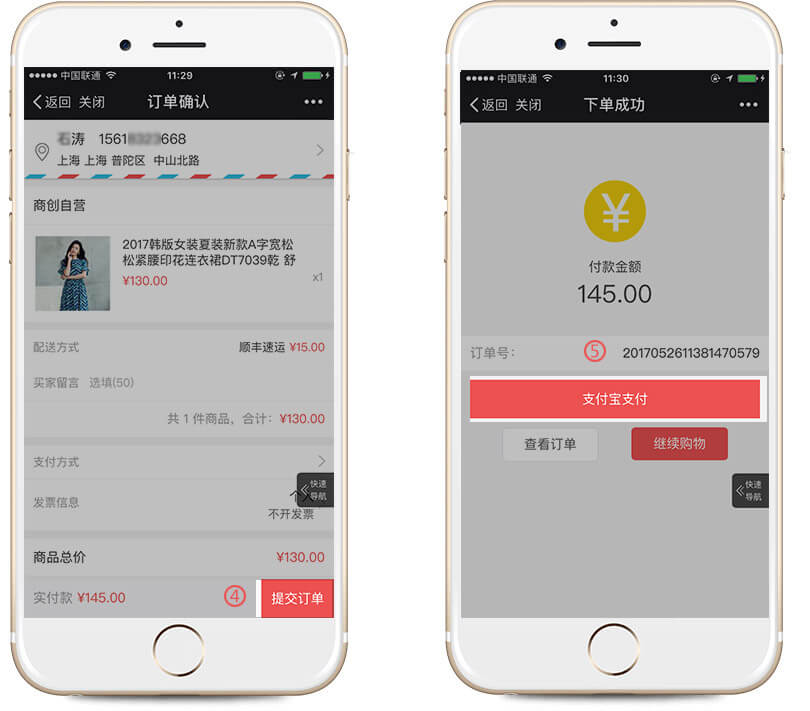 中国联通 11:29
返回 关闭 订单确认
涛 1561 668
上海 上海 普陀区 中山北路
商创自营
2017韩版女装夏装新款A字宽松
松紧腰印花连衣裙DT7039乾 舒
¥130.00 x1
配送方式 顺丰速运 ¥15.00
买家留言 选填(50)
共 1 件商品，合计：¥130.00
支付方式
快速
导航
发票信息 个
不开发票
商品总价 ¥130.00
实付款 ¥145.00 ④ 提交订单
中国联通 11:30
返回 关闭 下单成功
¥
付款金额
145.00
订单号： ⑤ 2017052611381470579
支付宝支付
查看订单 继续购物
快速
导航